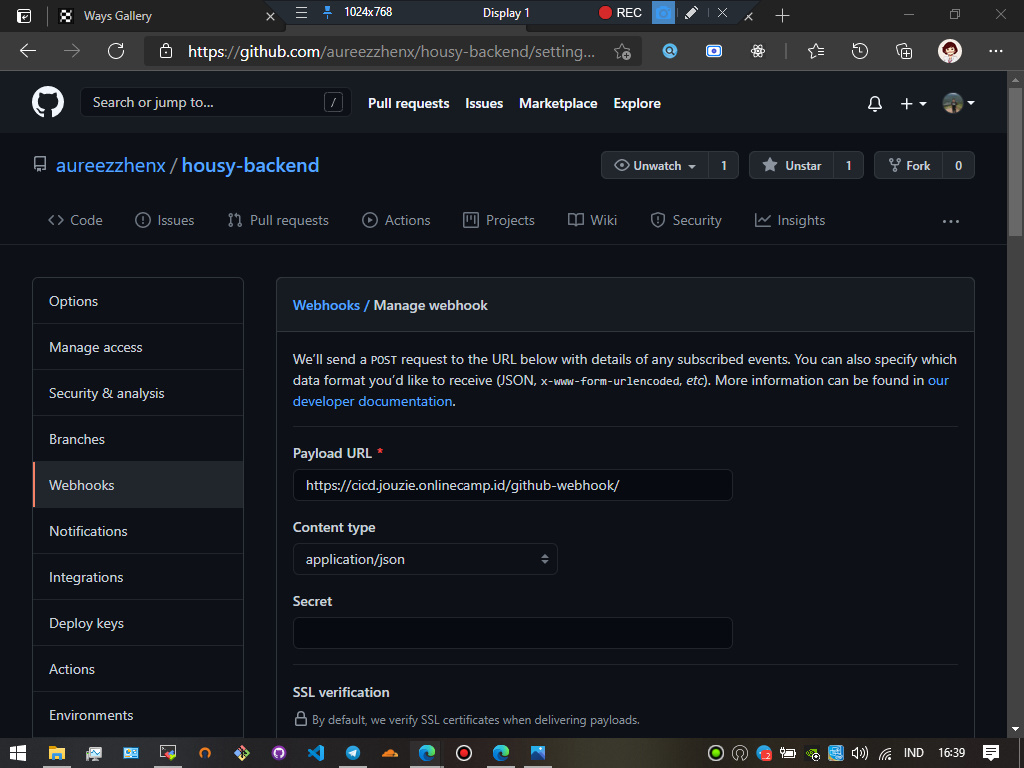 Ways Gallery
1024x768
Display 1
REC
https://github.com/aureezzhenx/housy-backend/setting...
Search or jump to...
/
Pull requests
Issues
Marketplace
Explore
aureezzhenx / housy-backend
Unwatch
1
Unstar
1
Fork
0
Code
Issues
Pull requests
Actions
Projects
Wiki
Security
Insights
Options
Manage access
Security & analysis
Branches
Webhooks
Notifications
Integrations
Deploy keys
Actions
Environments
Webhooks / Manage webhook
We'll send a POST request to the URL below with details of any subscribed events. You can also specify which
data format you'd like to receive (JSON, x-www-form-urlencoded, etc). More information can be found in our
developer documentation.
Payload URL *
https://cicd.jouzie.onlinecamp.id/github-webhook/
Content type
application/json
Secret
SSL verification
By default, we verify SSL certificates when delivering payloads.
IND
16:39